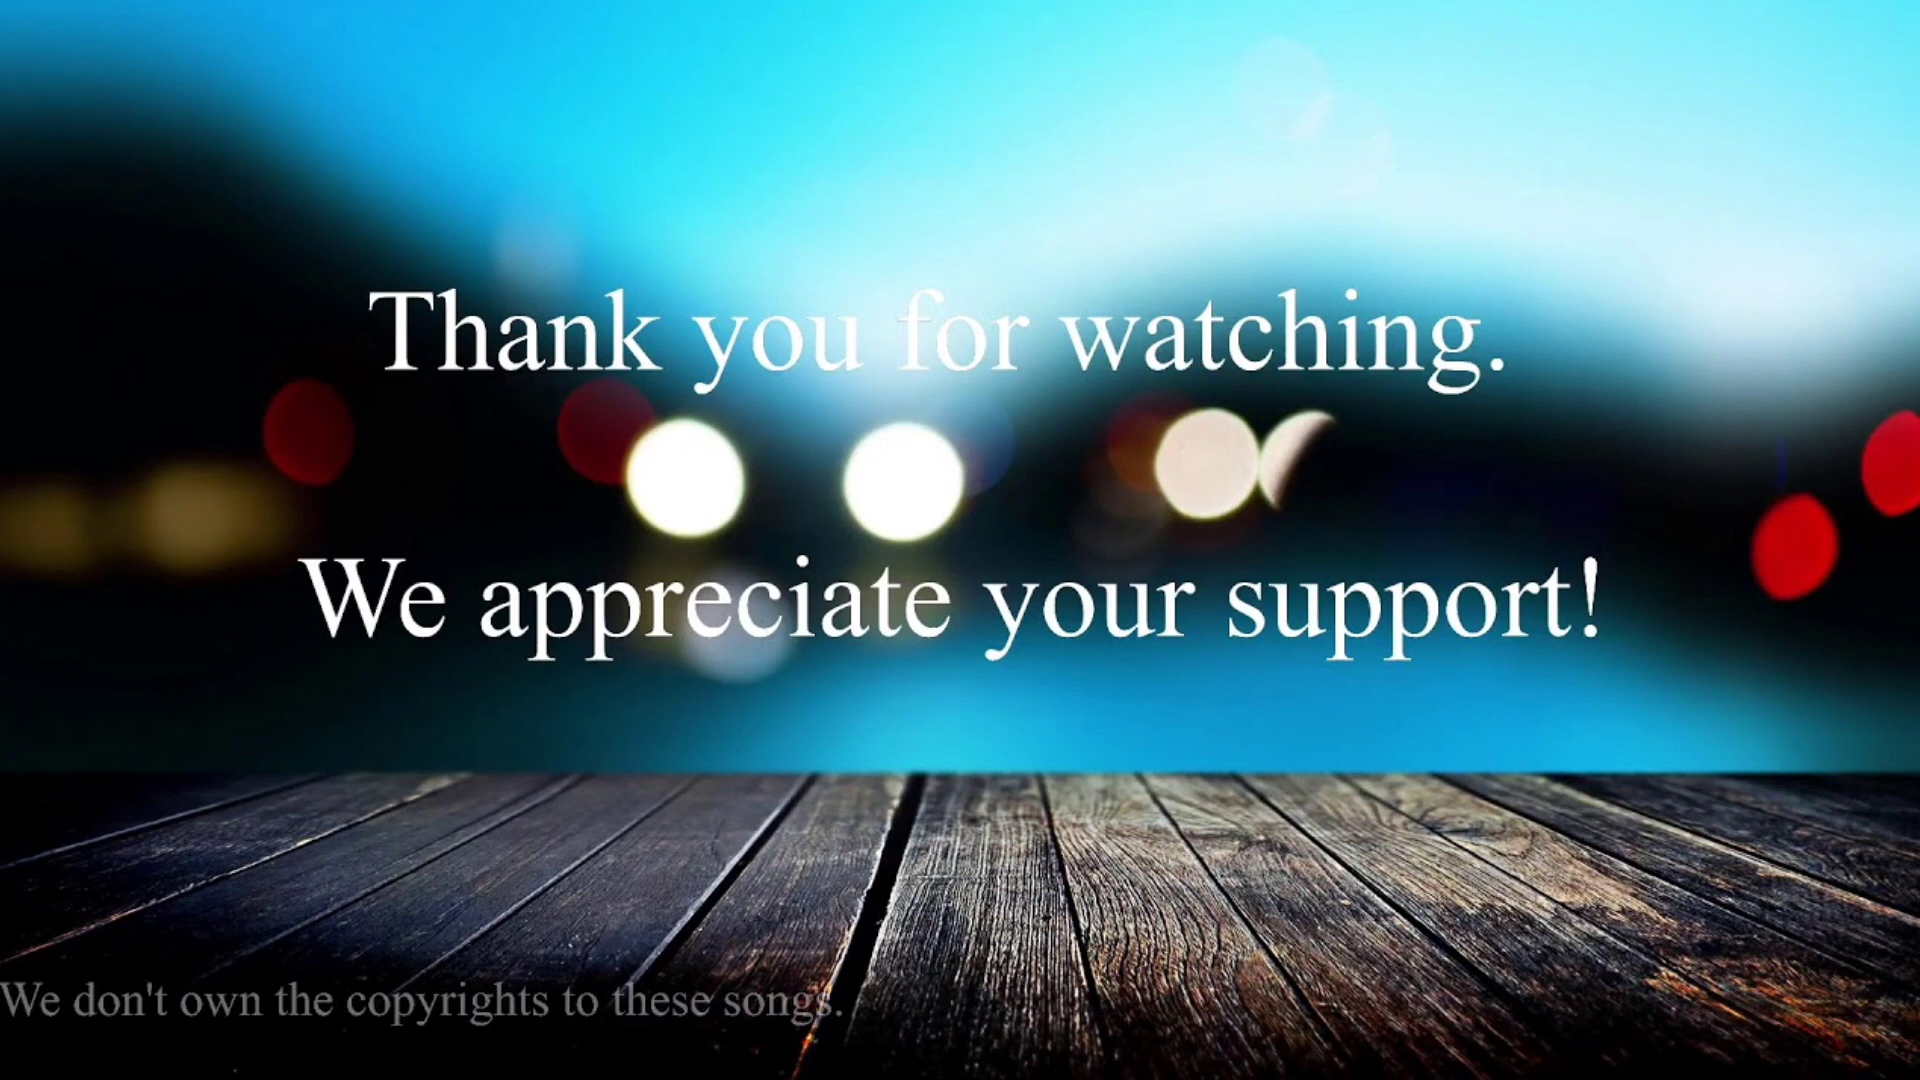 Thank you for watching.
We appreciate your support!
We don't own the copyrights to these songs.